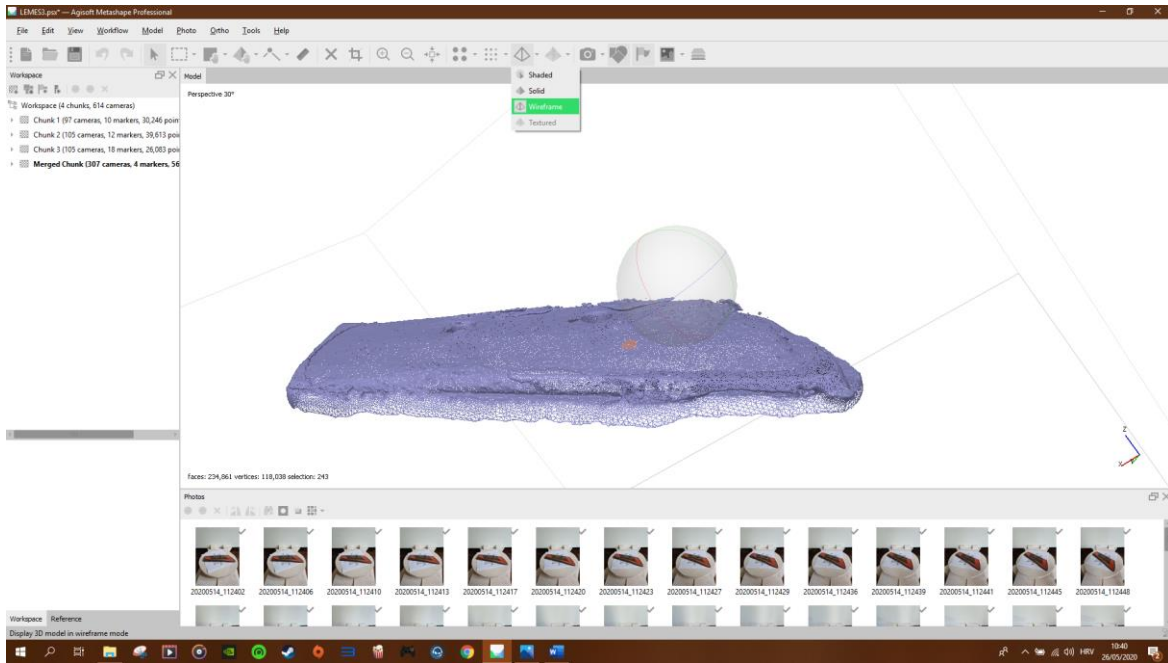 LEMES3.psx* — Agisoft Metashape Professional
File Edit View Workflow Model Photo Ortho Tools Help
Workspace
Model
Perspective 30°
Shaded
Solid
Wireframe
Textured
Workspace (4 chunks, 614 cameras)
Chunk 1 (97 cameras, 10 markers, 30,246 poin
Chunk 2 (105 cameras, 12 markers, 39,613 poi
Chunk 3 (105 cameras, 18 markers, 26,083 poi
Merged Chunk (307 cameras, 4 markers, 56
Z
X
faces: 234,861 vertices: 118,038 selection: 243
Photos
20200514_112402 20200514_112406 20200514_112410 20200514_112413 20200514_112417 20200514_112420 20200514_112423 20200514_112427 20200514_112429 20200514_112436 20200514_112439 20200514_112441 20200514_112445 20200514_112448
Workspace Reference
Display 3D model in wireframe mode
HRV
10:40
26/05/2020